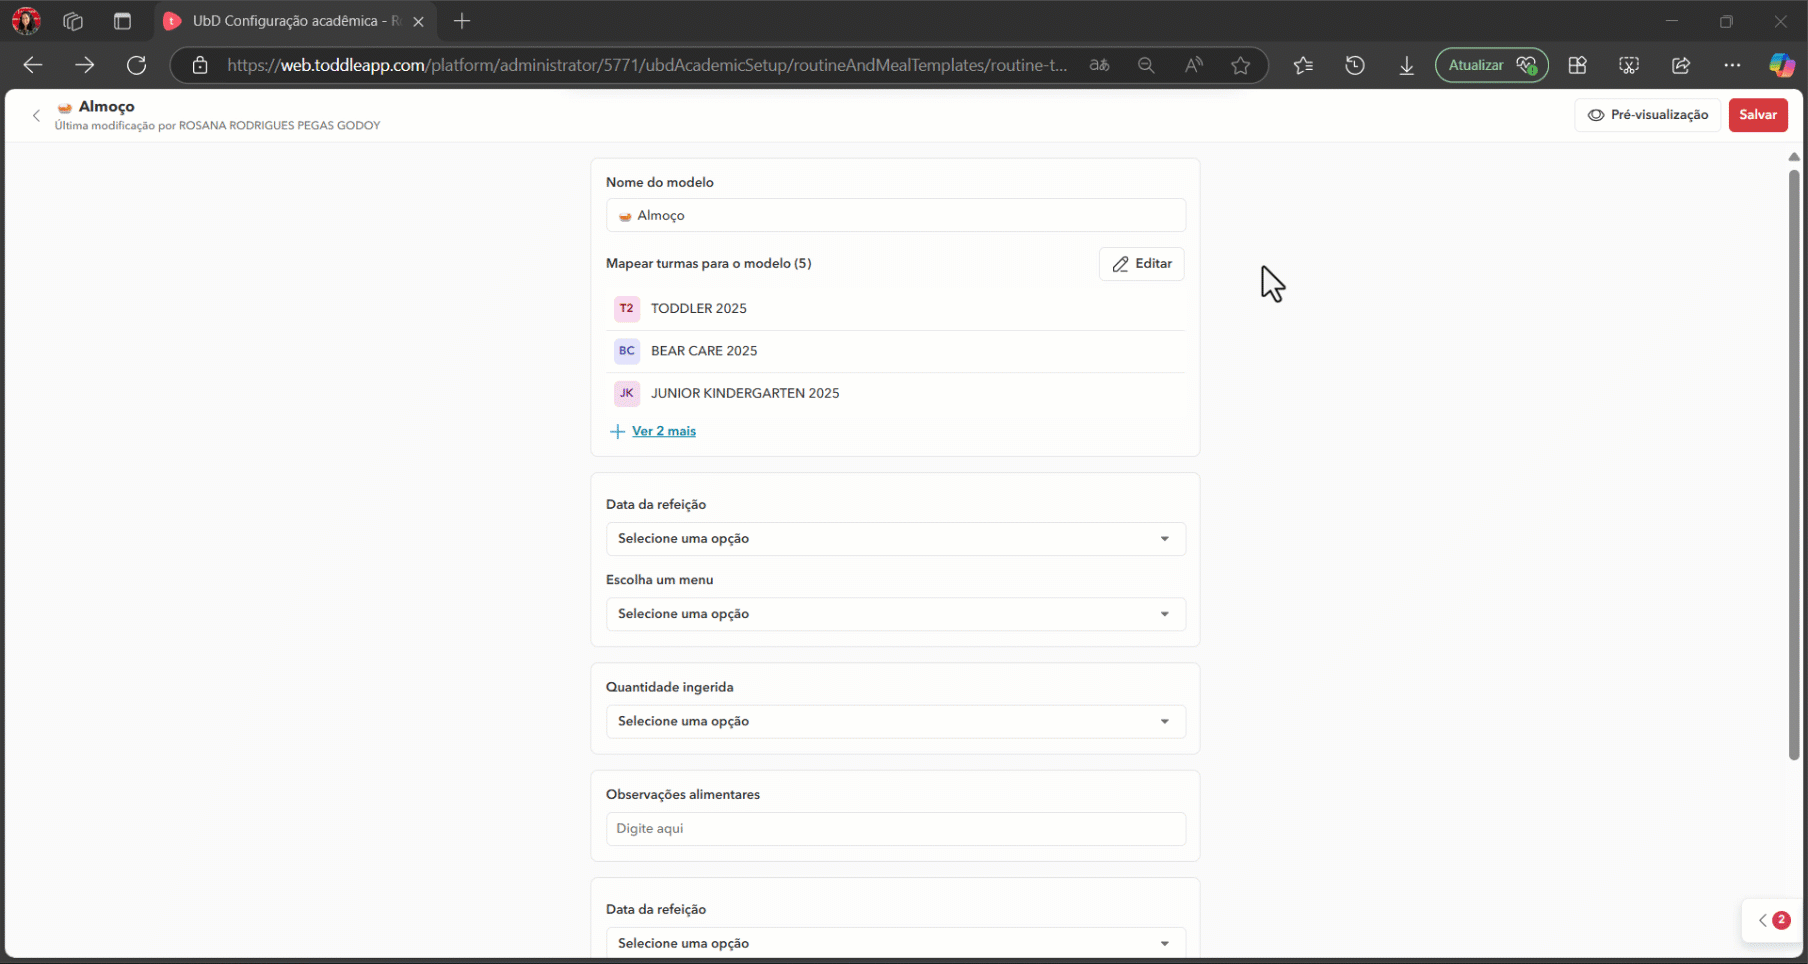 UbD Configuração acadêmica - R
https://web.toddleapp.com/platform/administrator/5771/ubdAcademicSetup/routineAndMealTemplates/routine-t...
aあ
Atualizar
Almoço
Última modificação por ROSANA RODRIGUES PEGAS GODOY
Pré-visualização
Salvar
Nome do modelo
Almoço
Mapear turmas para o modelo (5)
Editar
T2 TODDLER 2025
BC BEAR CARE 2025
JK JUNIOR KINDERGARTEN 2025
Ver 2 mais
Data da refeição
Selecione uma opção
Escolha um menu
Selecione uma opção
Quantidade ingerida
Selecione uma opção
Observações alimentares
Digite aqui
Data da refeição
Selecione uma opção
2